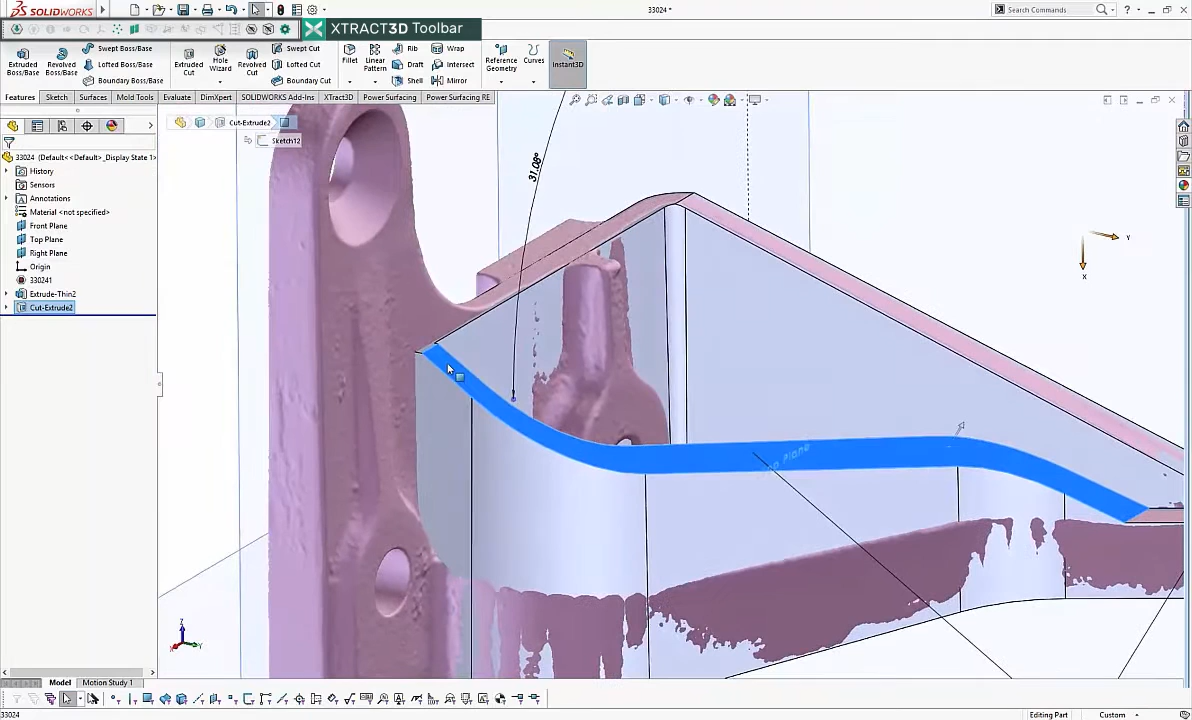 SOLIDWORKS
33024 *
Search Commands
XTRACT3D Toolbar
Extruded Boss/Base
Revolved Boss/Base
Swept Boss/Base
Lofted Boss/Base
Boundary Boss/Base
Extruded Cut
Hole Wizard
Revolved Cut
Swept Cut
Lofted Cut
Boundary Cut
Fillet
Linear Pattern
Rib
Draft
Shell
Wrap
Intersect
Mirror
Reference Geometry
Curves
Instant3D
Features
Sketch
Surfaces
Mold Tools
Evaluate
DimXpert
SOLIDWORKS Add-Ins
XTract3D
Power Surfacing
Power Surfacing RE
Cut-Extrude2
Sketch12
33024 (Default<<Default>_Display State 1>
History
Sensors
Annotations
Material <not specified>
Front Plane
Top Plane
Right Plane
Origin
330241
Extrude-Thin2
Cut-Extrude2
31.08°
Y
X
Z
X
Y
Model
Motion Study 1
33024
Editing Part
Custom